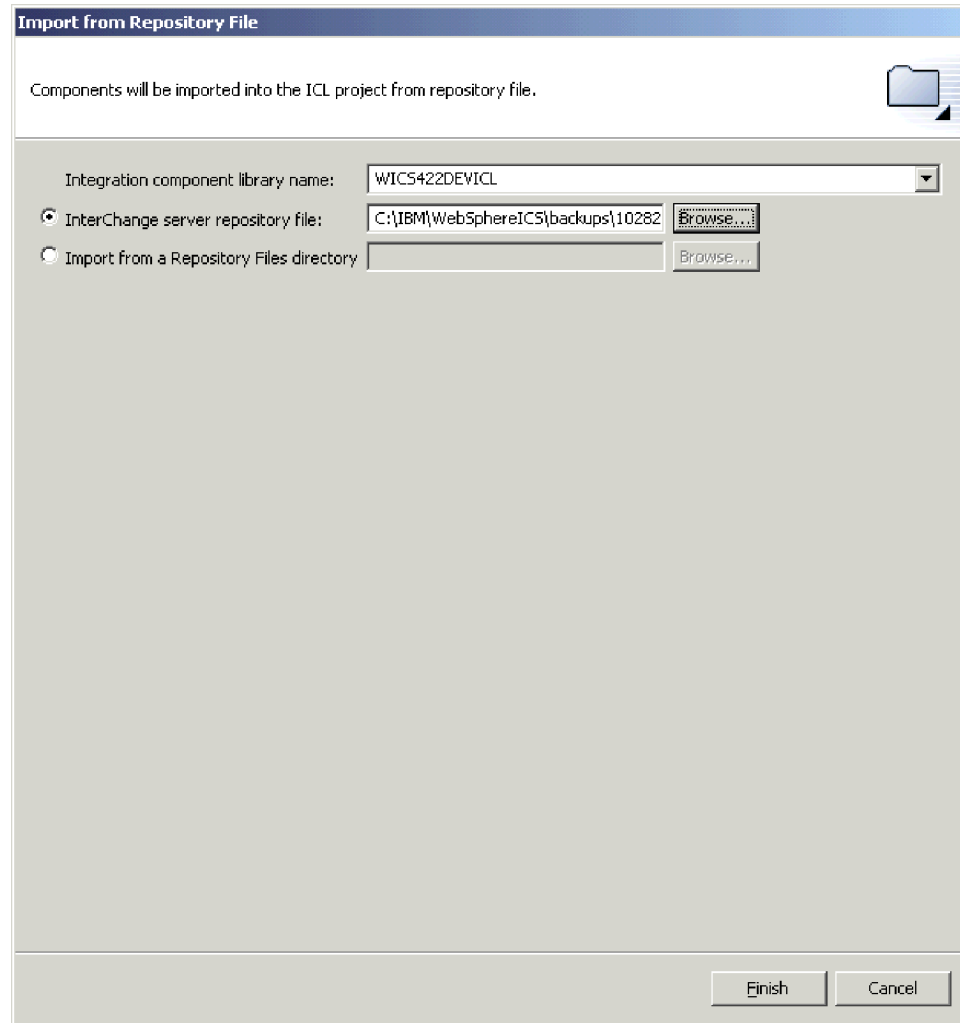 Import from Repository File
Components will be imported into the ICL project from repository file.
Integration component library name: WICS422DEVICL
InterChange server repository file: C:\IBM\WebSphereICS\backups\10282 Browse...
Import from a Repository Files directory Browse...
Finish Cancel